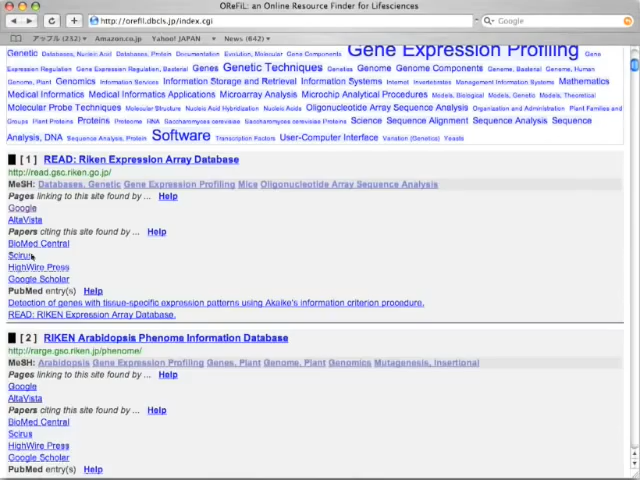 OReFiL: an Online Resource Finder for Lifesciences
http://orefil.dbcls.jp/index.cgi
Google
アップル (232) Amazon.co.jp Yahoo! JAPAN News (642)
Genetic Databases, Nucleic Acid Databases, Protein Documentation Evolution, Molecular Gene Components Gene Expression Profiling Gene
Expression Regulation Gene Expression Regulation, Bacterial Genes Genetic Techniques Genetics Genome Genome Components Genome, Bacterial Genome, Human
Genome, Plant Genomics Information Services Information Storage and Retrieval Information Systems Internet Invertebrates Management Information Systems Mathematics
Medical Informatics Medical Informatics Applications Microarray Analysis Microchip Analytical Procedures Models, Biological Models, Genetic Models, Theoretical
Molecular Probe Techniques Molecular Structure Nucleic Acid Hybridization Nucleic Acids Oligonucleotide Array Sequence Analysis Organization and Administration Plant Families and
Groups Plant Proteins Proteins Proteome RNA Saccharomyces cerevisiae Saccharomyces cerevisiae Proteins Science Sequence Alignment Sequence Analysis Sequence
Analysis, DNA Sequence Analysis, Protein Software Transcription Factors User-Computer Interface Variation (Genetics) Yeasts
[ 1 ] READ: Riken Expression Array Database
http://read.gsc.riken.go.jp/
MeSH: Databases, Genetic Gene Expression Profiling Mice Oligonucleotide Array Sequence Analysis
Pages linking to this site found by ... Help
Google
AltaVista
Papers citing this site found by ... Help
BioMed Central
Scirus
HighWire Press
Google Scholar
PubMed entry(s) Help
Detection of genes with tissue-specific expression patterns using Akaike's information criterion procedure.
READ: RIKEN Expression Array Database.
[ 2 ] RIKEN Arabidopsis Phenome Information Database
http://rarge.gsc.riken.jp/phenome/
MeSH: Arabidopsis Gene Expression Profiling Genes, Plant Genome, Plant Genomics Mutagenesis, Insertional
Pages linking to this site found by ... Help
Google
AltaVista
Papers citing this site found by ... Help
BioMed Central
Scirus
HighWire Press
Google Scholar
PubMed entry(s) Help